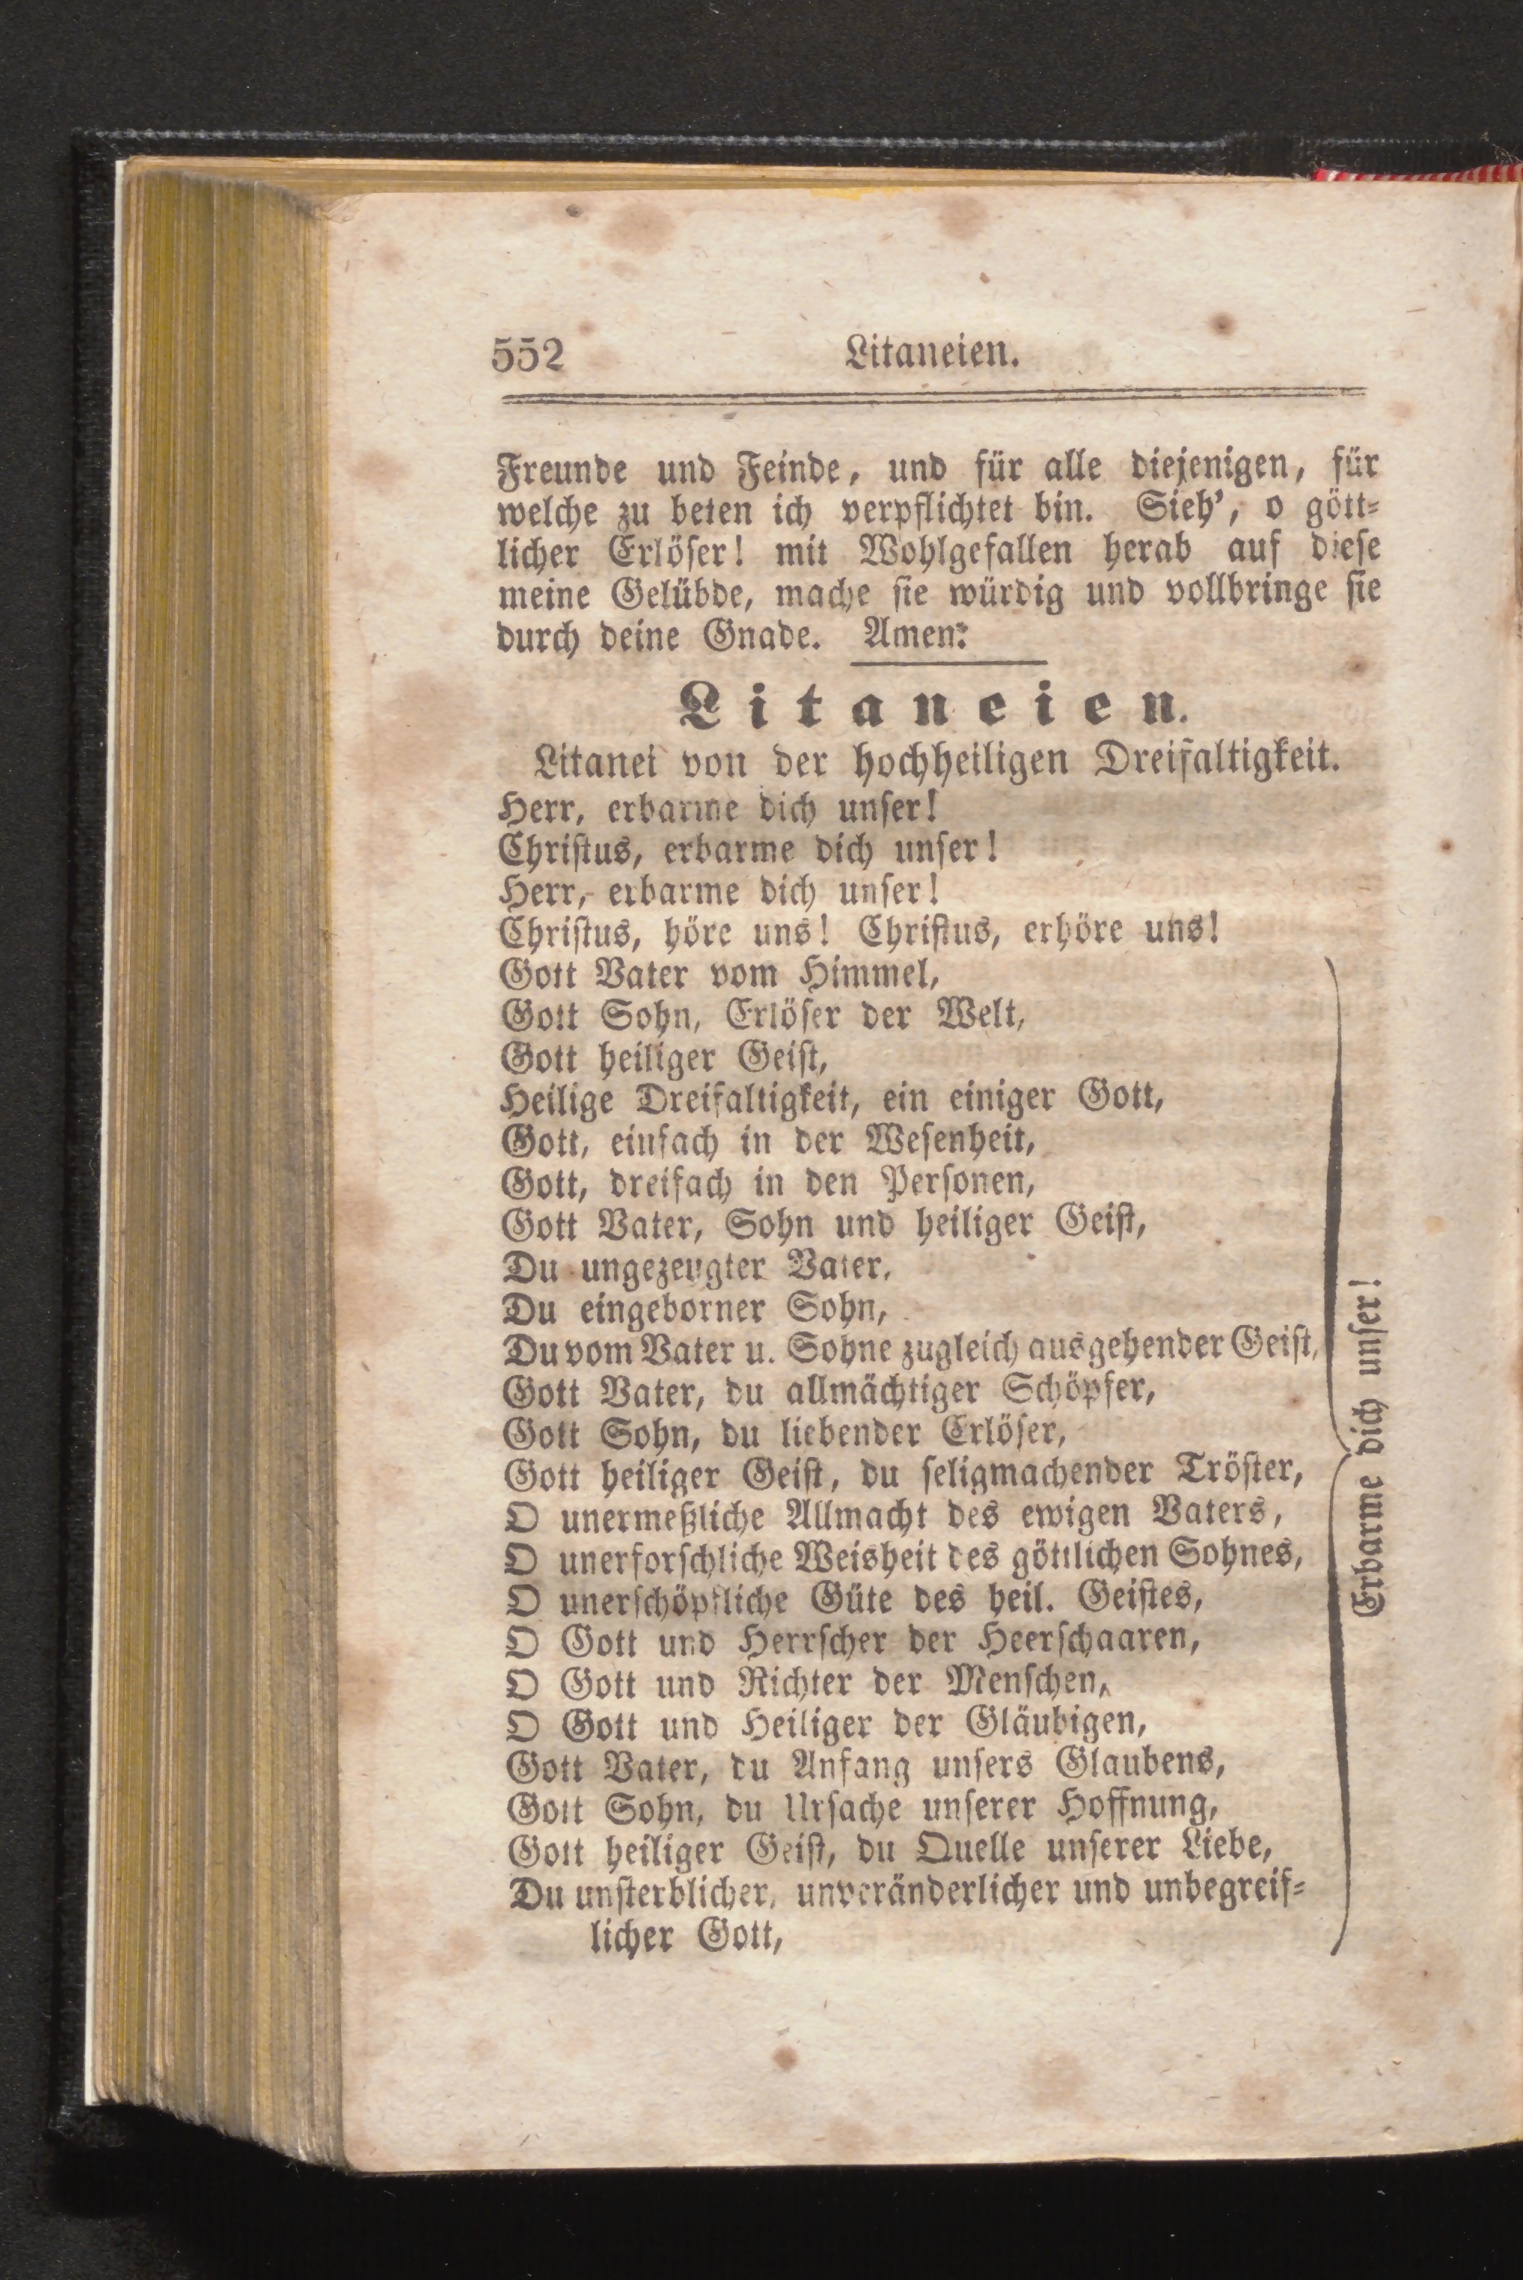 552 Litaneien.
Freunde und Feinde, und für alle diejenigen, für
welche zu beten ich verpflichtet bin. Sieh', o gött-
licher Erlöser! mit Wohlgefallen herab auf diese
meine Gelübde, mache sie würdig und vollbringe sie
durch deine Gnade. Amen.
Litaneien.
Litanei von der hochheiligen Dreifaltigkeit.
Herr, erbarme dich unser!
Christus, erbarme dich unser!
Herr, erbarme dich unser!
Christus, höre uns! Christus, erhöre uns!
Gott Vater vom Himmel,
Gott Sohn, Erlöser der Welt,
Gott heiliger Geist,
Heilige Dreifaltigkeit, ein einiger Gott,
Gott, einfach in der Wesenheit,
Gott, dreifach in den Personen,
Gott Vater, Sohn und heiliger Geist,
Du ungezeugter Vater,
Du eingeborner Sohn,
Du vom Vater u. Sohne zugleich ausgehender Geist,
Gott Vater, du allmächtiger Schöpfer,
Gott Sohn, du liebender Erlöser,
Gott heiliger Geist, du seligmachender Tröster,
O unermeßliche Allmacht des ewigen Vaters,
O unerforschliche Weisheit des göttlichen Sohnes,
O unerschöpfliche Güte des heil. Geistes,
O Gott und Herrscher der Heerschaaren,
O Gott und Richter der Menschen,
O Gott und Heiliger der Gläubigen,
Gott Vater, du Anfang unsers Glaubens,
Gott Sohn, du Ursache unserer Hoffnung,
Gott heiliger Geist, du Quelle unserer Liebe,
Du unsterblicher, unveränderlicher und unbegreif-
licher Gott,
Erbarme dich unser!